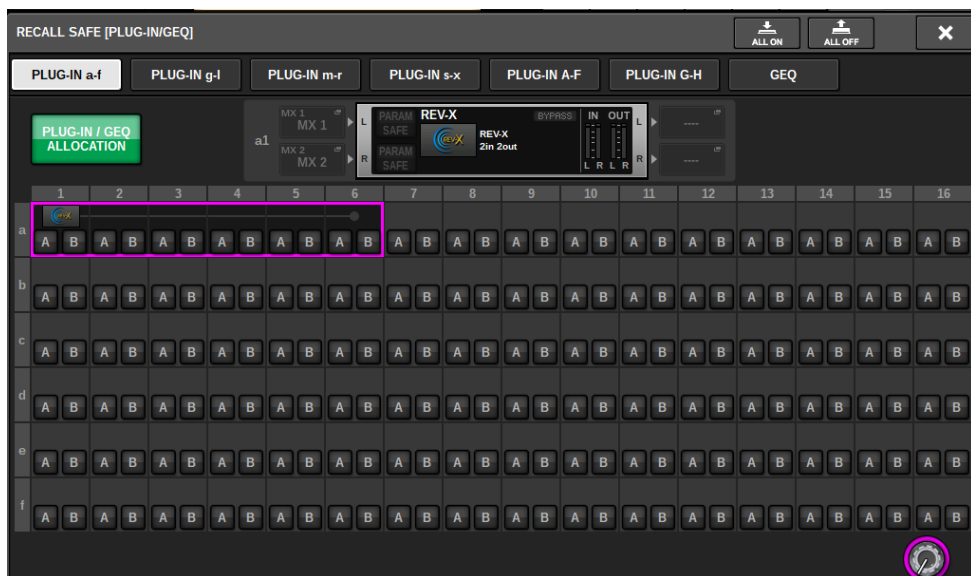 RECALL SAFE [PLUG-IN/GEQ]
ALL ON
ALL OFF
PLUG-IN a-f
PLUG-IN g-l
PLUG-IN m-r
PLUG-IN s-x
PLUG-IN A-F
PLUG-IN G-H
GEQ
PLUG-IN / GEQ
ALLOCATION
a1
MX 1
MX 1
MX 2
MX 2
L
R
PARAM
SAFE
PARAM
SAFE
REV-X
BYPASS
REV-X
REV-X
2in 2out
IN OUT
L R L R
L
R
----
----
1 2 3 4 5 6 7 8 9 10 11 12 13 14 15 16
REV-X
a
A B A B A B A B A B A B A B A B A B A B A B A B A B A B A B A B
b
A B A B A B A B A B A B A B A B A B A B A B A B A B A B A B A B
c
A B A B A B A B A B A B A B A B A B A B A B A B A B A B A B A B
d
A B A B A B A B A B A B A B A B A B A B A B A B A B A B A B A B
e
A B A B A B A B A B A B A B A B A B A B A B A B A B A B A B A B
f
A B A B A B A B A B A B A B A B A B A B A B A B A B A B A B A B